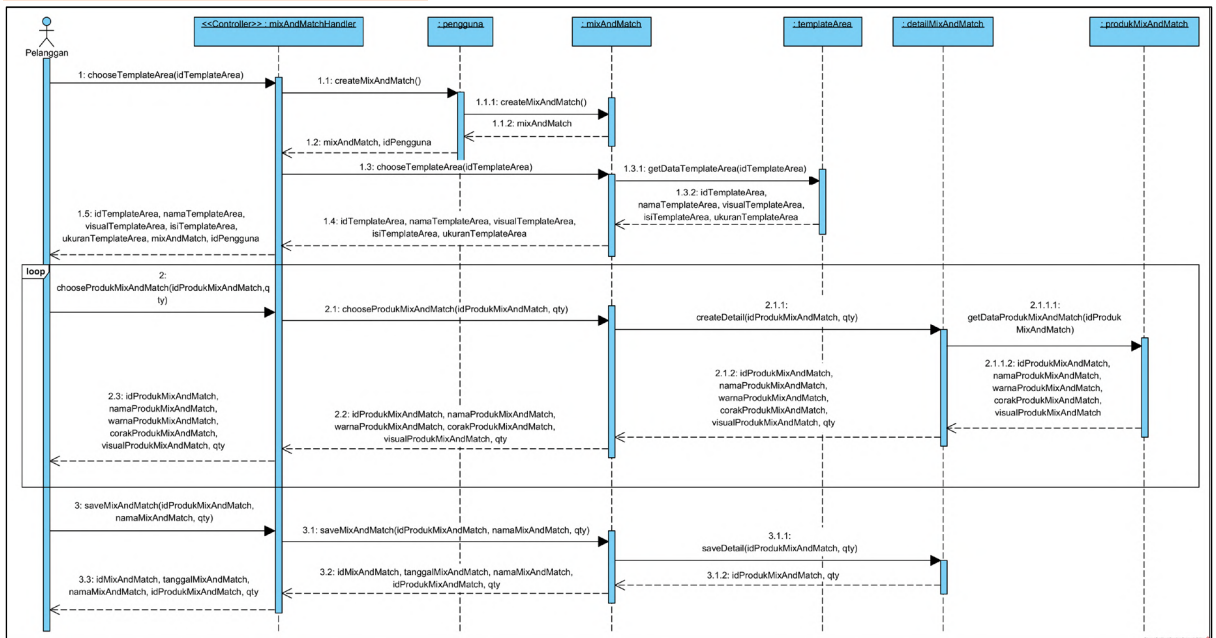 <<Controller>> : mixAndMatchHandler
: pengguna
: mixAndMatch
: templateArea
: detailMixAndMatch
: produkMixAndMatch
Pelanggan
1: chooseTemplateArea(idTemplateArea)
1.1: createMixAndMatch()
1.1.1: createMixAndMatch()
1.1.2: mixAndMatch
1.2: mixAndMatch, idPengguna
1.3: chooseTemplateArea(idTemplateArea)
1.3.1: getDataTemplateArea(idTemplateArea)
1.3.2: idTemplateArea,
namaTemplateArea, visualTemplateArea,
isiTemplateArea, ukuranTemplateArea
1.4: idTemplateArea, namaTemplateArea, visualTemplateArea,
isiTemplateArea, ukuranTemplateArea
1.5: idTemplateArea, namaTemplateArea,
visualTemplateArea, isiTemplateArea,
ukuranTemplateArea, mixAndMatch, idPengguna
loop
2:
chooseProdukMixAndMatch(idProdukMixAndMatch,q
ty)
2.1: chooseProdukMixAndMatch(idProdukMixAndMatch, qty)
2.1.1:
createDetail(idProdukMixAndMatch, qty)
2.1.1.1:
getDataProdukMixAndMatch(idProduk
MixAndMatch)
2.1.1.2: idProdukMixAndMatch,
namaProdukMixAndMatch,
warnaProdukMixAndMatch,
corakProdukMixAndMatch,
visualProdukMixAndMatch
2.1.2: idProdukMixAndMatch,
namaProdukMixAndMatch,
warnaProdukMixAndMatch,
corakProdukMixAndMatch,
visualProdukMixAndMatch, qty
2.2: idProdukMixAndMatch, namaProdukMixAndMatch,
warnaProdukMixAndMatch, corakProdukMixAndMatch,
visualProdukMixAndMatch, qty
2.3: idProdukMixAndMatch,
namaProdukMixAndMatch,
warnaProdukMixAndMatch,
corakProdukMixAndMatch,
visualProdukMixAndMatch, qty
3: saveMixAndMatch(idProdukMixAndMatch,
namaMixAndMatch, qty)
3.1: saveMixAndMatch(idProdukMixAndMatch, namaMixAndMatch, qty)
3.1.1:
saveDetail(idProdukMixAndMatch, qty)
3.1.2: idProdukMixAndMatch, qty
3.2: idMixAndMatch, tanggalMixAndMatch, namaMixAndMatch,
idProdukMixAndMatch, qty
3.3: idMixAndMatch, tanggalMixAndMatch,
namaMixAndMatch, idProdukMixAndMatch, qty